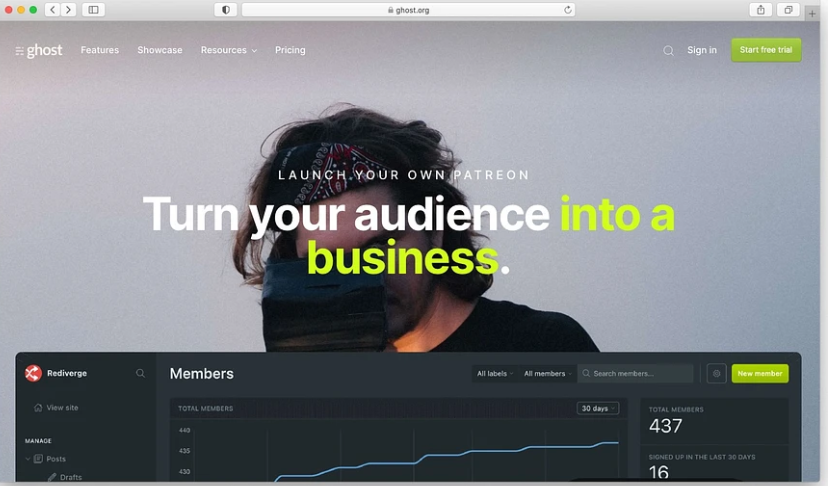 ghost.org
ghost Features Showcase Resources Pricing Sign in Start free trial
LAUNCH YOUR OWN PATREON
Turn your audience into a
business.
Rediverge
Members
All labels All members Search members... New member
View site
TOTAL MEMBERS
30 days
TOTAL MEMBERS
437
440
MANAGE
435
Posts
SIGNED UP IN THE LAST 30 DAYS
430
16
Drafts